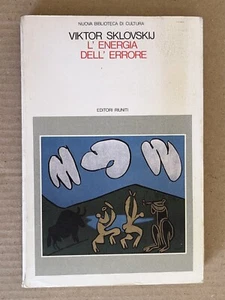 NUOVA BIBLIOTECA DI CULTURA
VIKTOR SKLOVSKIJ
L' ENERGIA
DELL' ERRORE
EDITORI RIUNITI